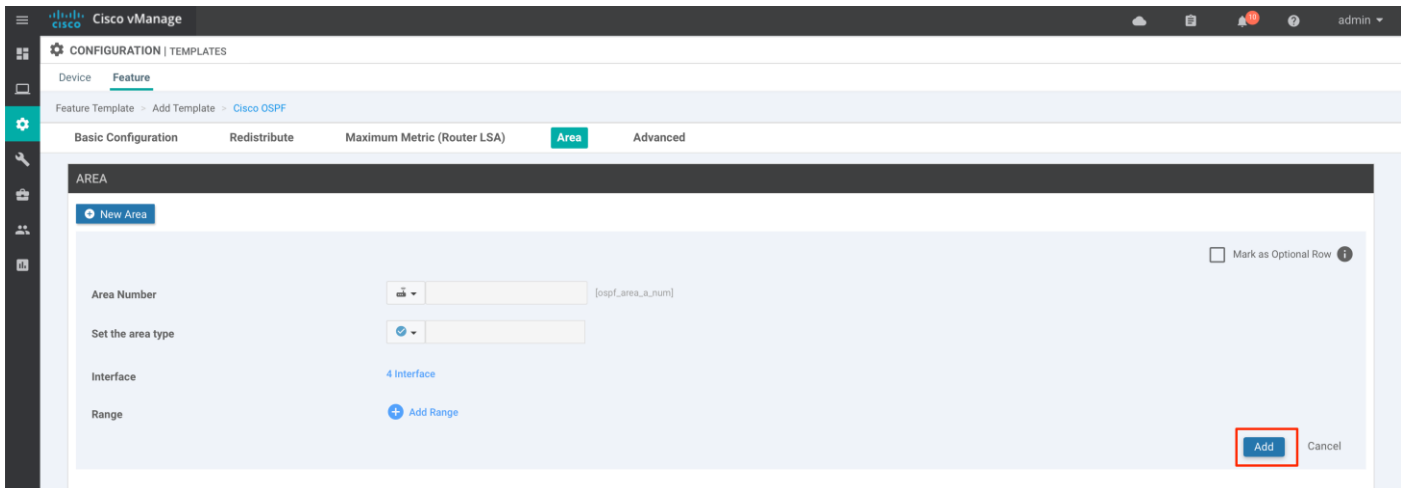 cisco Cisco vManage 10 admin
CONFIGURATION | TEMPLATES
Device Feature
Feature Template > Add Template > Cisco OSPF
Basic Configuration Redistribute Maximum Metric (Router LSA) Area Advanced
AREA
New Area
Mark as Optional Row
Area Number [ospf_area_a_num]
Set the area type
Interface 4 Interface
Range Add Range
Add Cancel